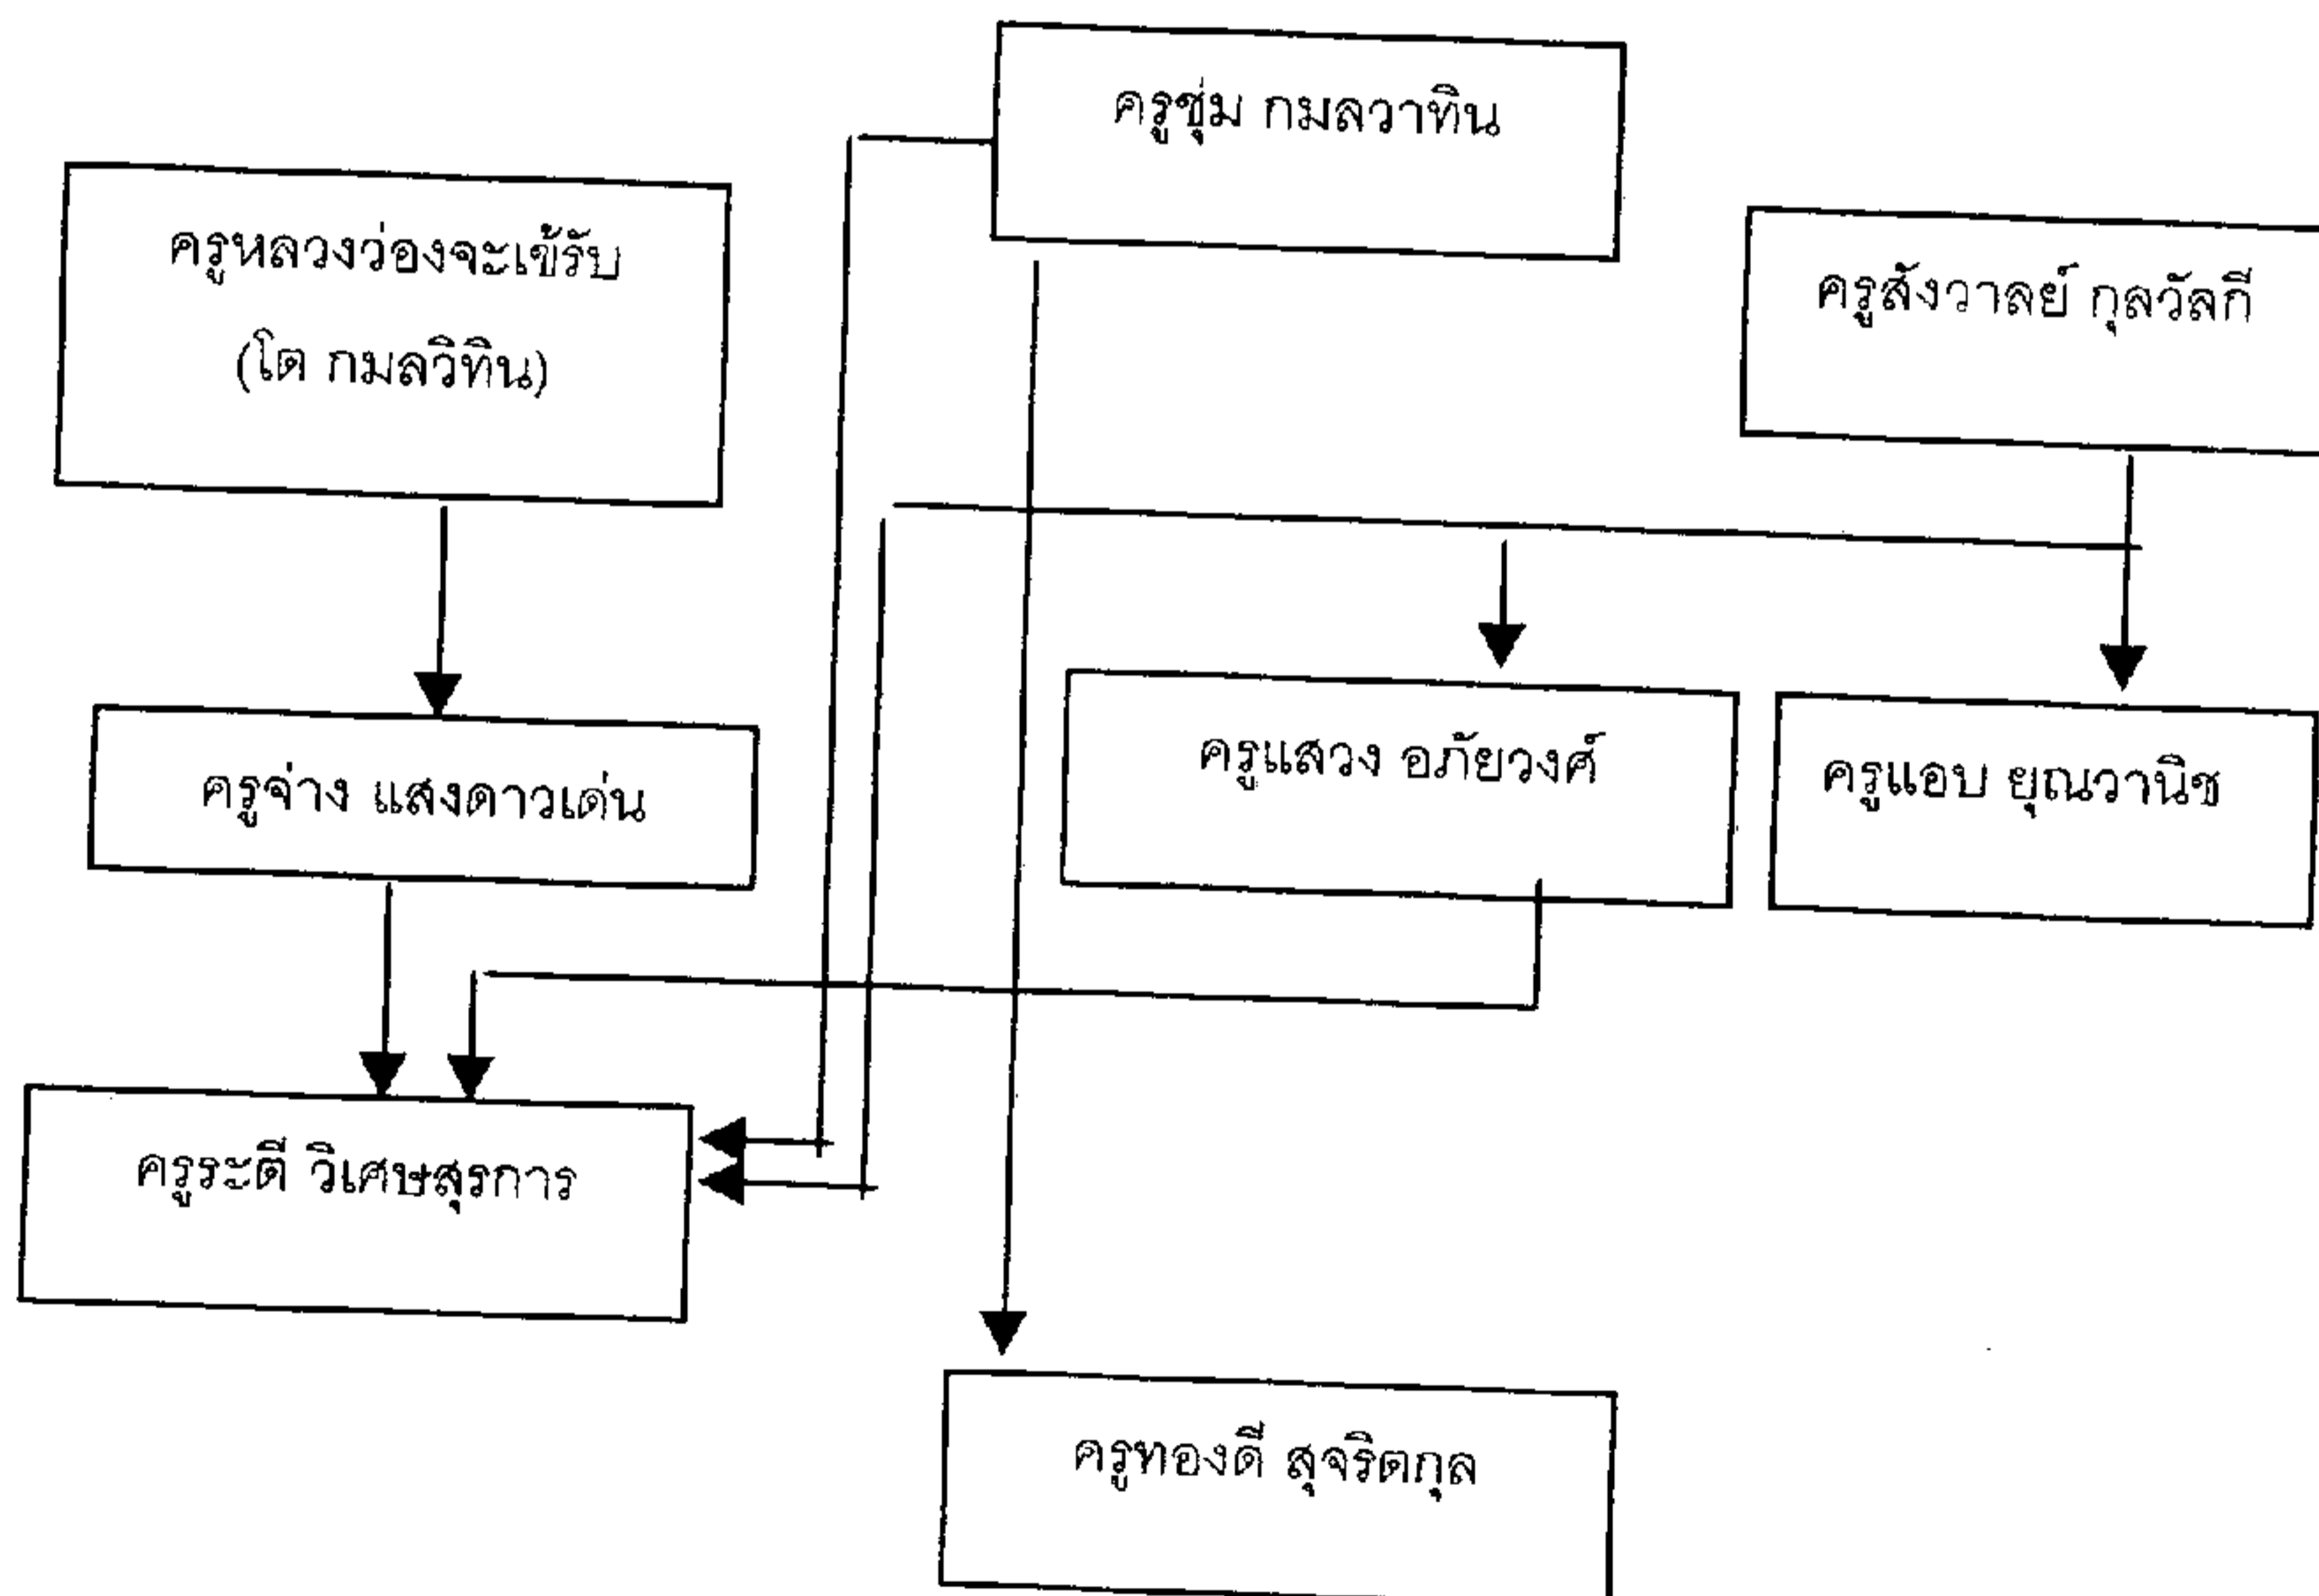 ครูชุ่ม กมลวาทิน
ครูหลวงว่องจะเข้รับ
(โต กมลวิทิน)
ครูสังวาลย์ กุลวัลกี
ครูจ่าง แสงดาวเด่น
ครูแสวง อภัยวงศ์
ครูแอบ ยุณวานิช
ครูระตี วิเศษสุรการ
ครูทองดี สุจริตกุล